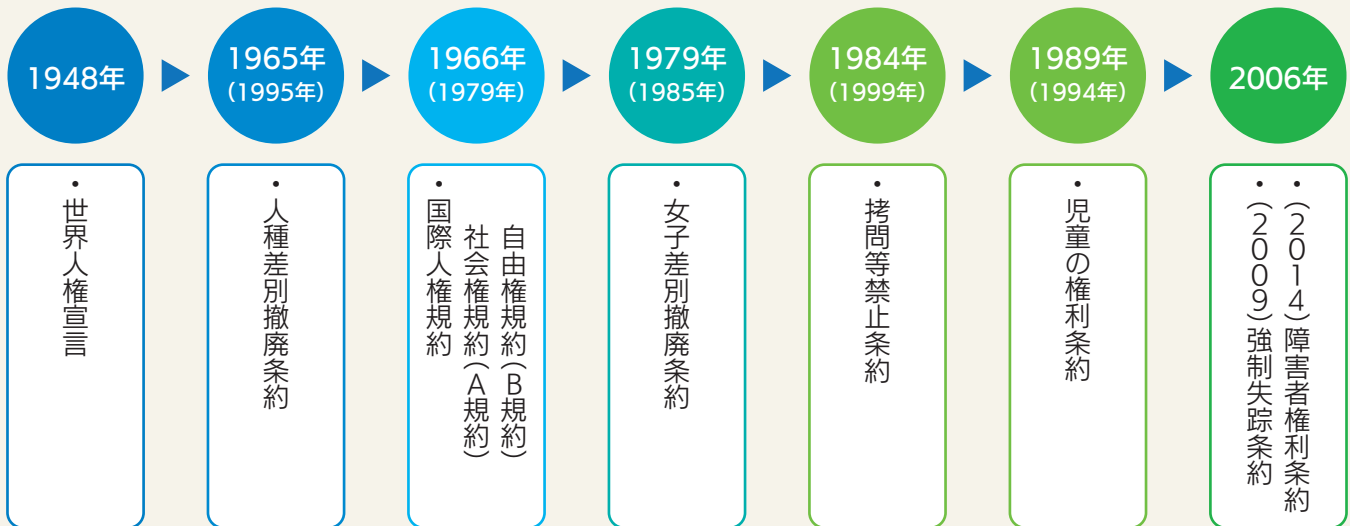 1948年
1965年
(1995年)
1966年
(1979年)
1979年
(1985年)
1984年
(1999年)
1989年
(1994年)
2006年
・世界人権宣言
・人種差別撤廃条約
・国際人権規約
社会権規約(A規約)
自由権規約(B規約)
・女子差別撤廃条約
・拷問等禁止条約
・児童の権利条約
・(2014)障害者権利条約
・(2009)強制失踪条約